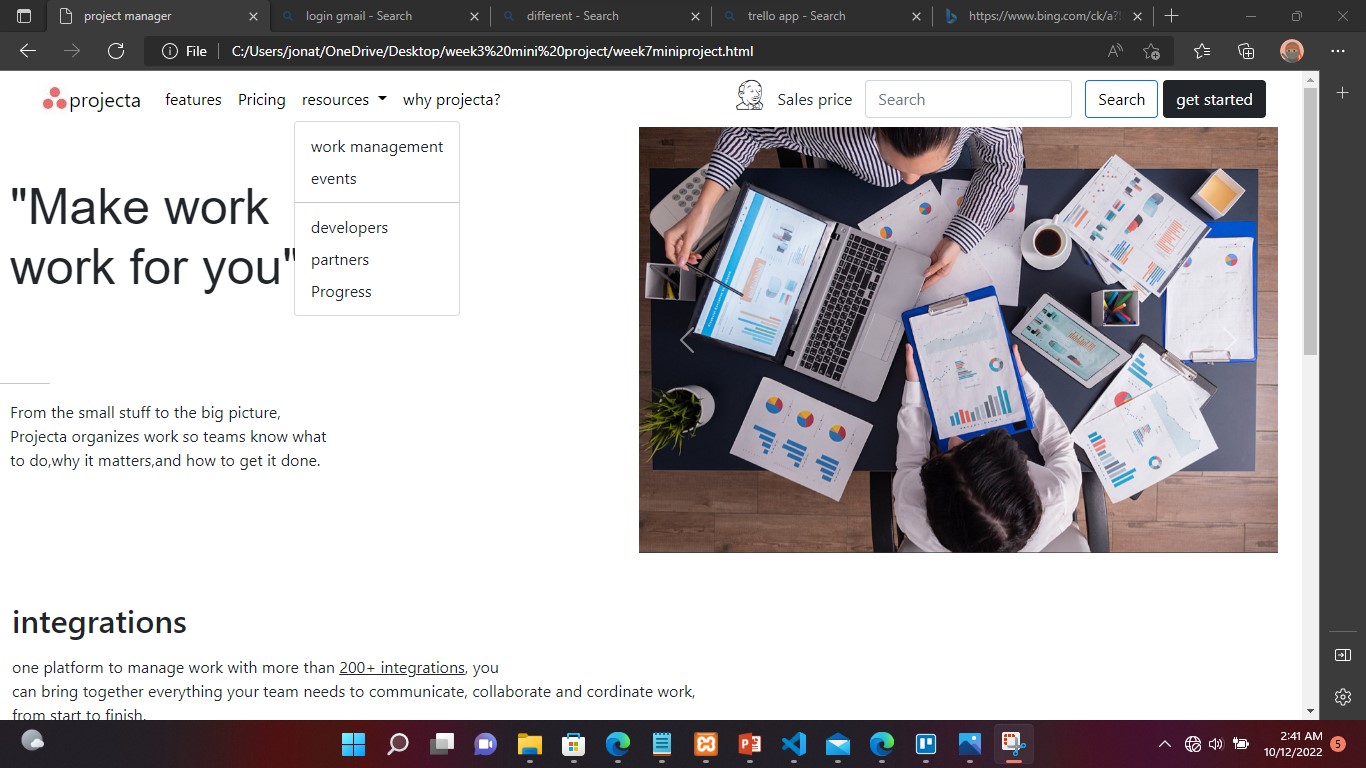 project manager
login gmail - Search
different - Search
trello app - Search
https://www.bing.com/ck/a?!
File
C:/Users/jonat/OneDrive/Desktop/week3%20mini%20project/week7miniproject.html
projecta features Pricing resources why projecta?
Sales price Search Search get started
work management
events
developers
partners
Progress
"Make work
work for you"
From the small stuff to the big picture,
Projecta organizes work so teams know what
to do,why it matters,and how to get it done.
integrations
one platform to manage work with more than 200+ integrations, you
can bring together everything your team needs to communicate, collaborate and cordinate work,
from start to finish.
2:41 AM
10/12/2022
5